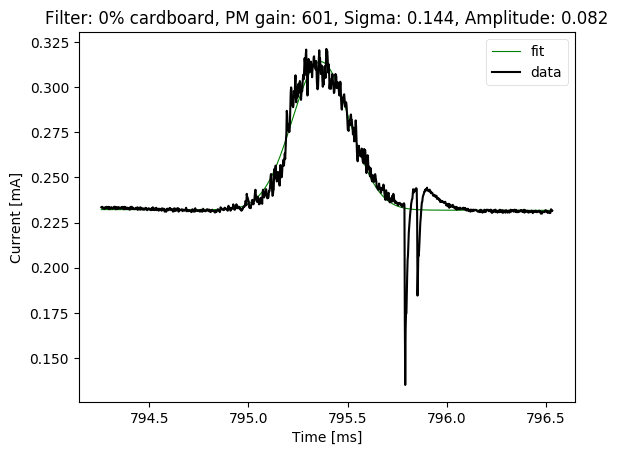 Filter: 0% cardboard, PM gain: 601, Sigma: 0.144, Amplitude: 0.082
0.325
0.300
0.275
0.250
0.225
0.200
0.175
0.150
Current [mA]
fit
data
794.5
795.0
795.5
796.0
796.5
Time [ms]